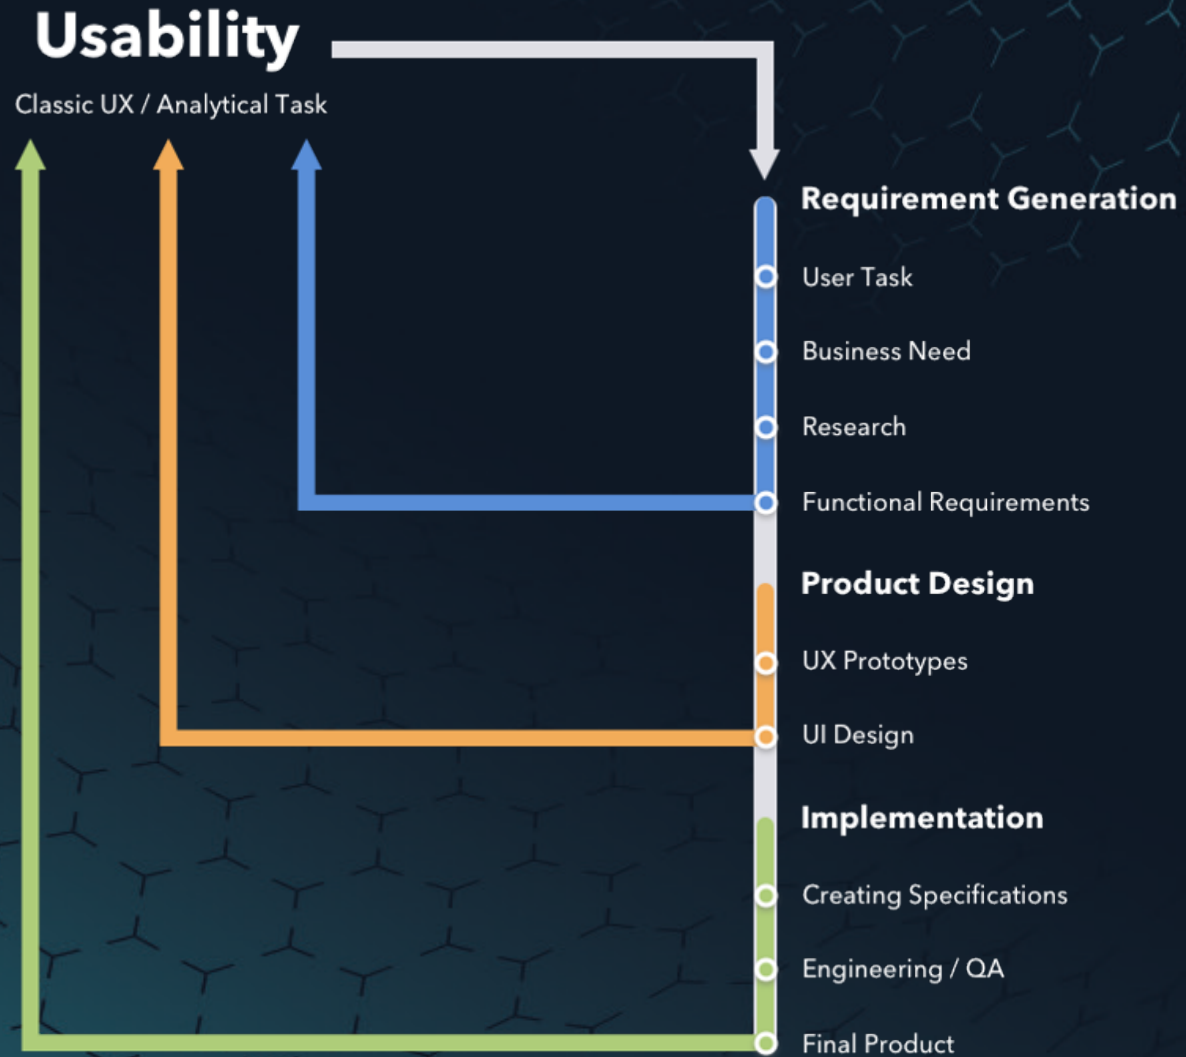 Usability
Classic UX / Analytical Task
Requirement Generation
User Task
Business Need
Research
Functional Requirements
Product Design
UX Prototypes
UI Design
Implementation
Creating Specifications
Engineering / QA
Final Product